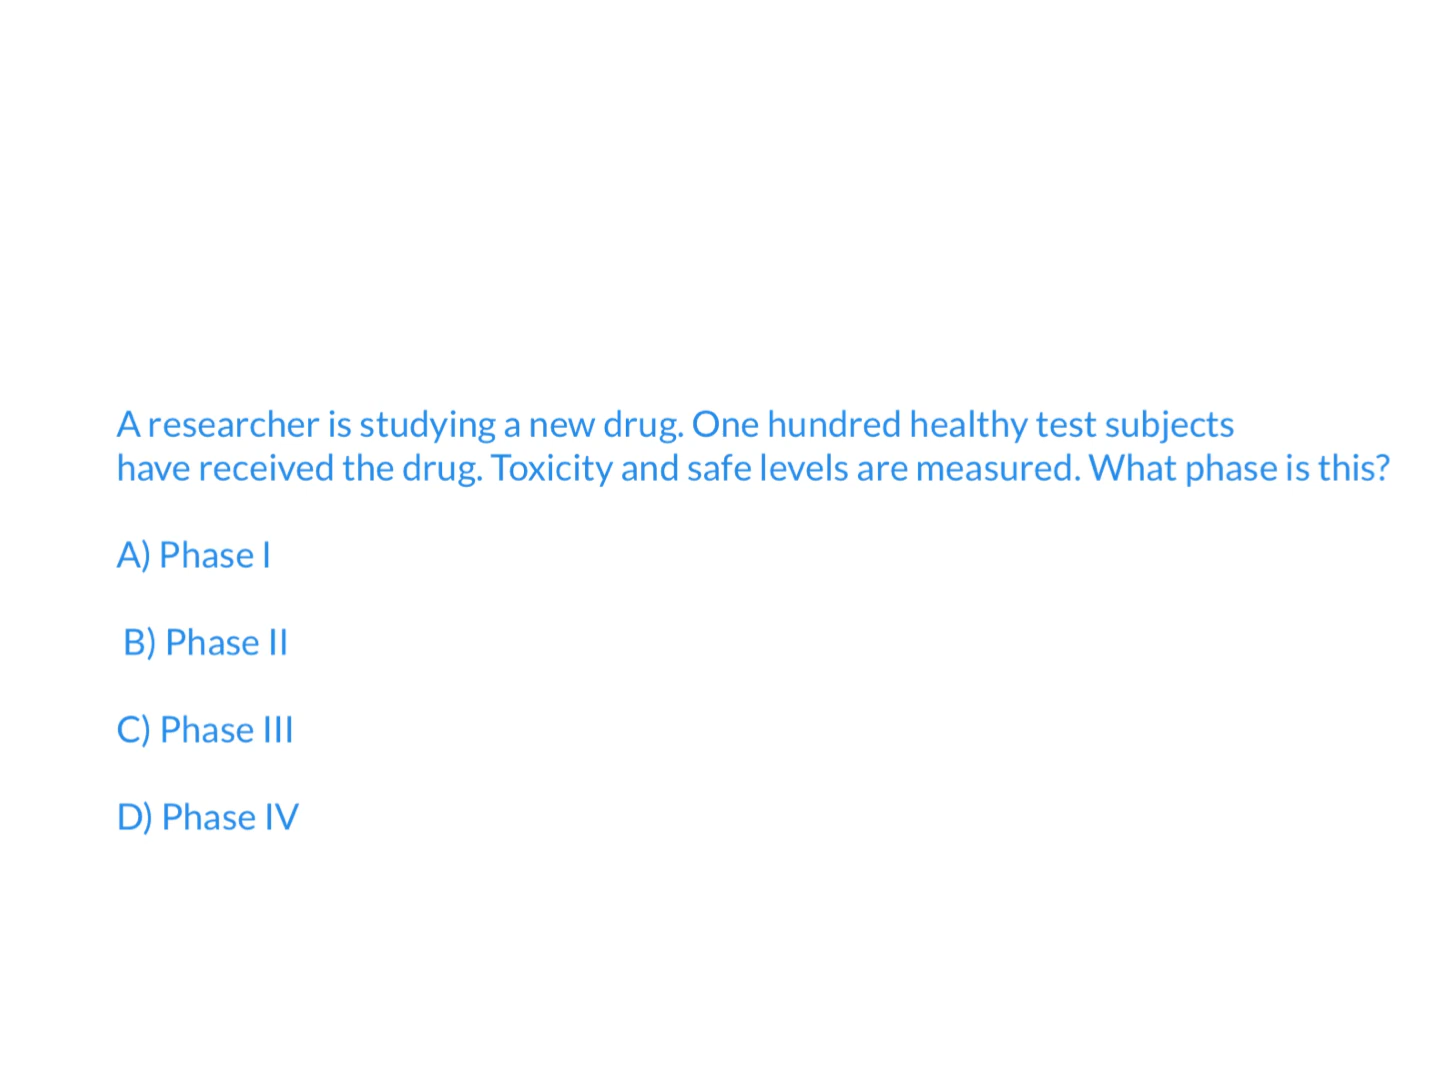 A researcher is studying a new drug. One hundred healthy test subjects
have received the drug. Toxicity and safe levels are measured. What phase is this?
A) Phase I
B) Phase II
C) Phase III
D) Phase IV